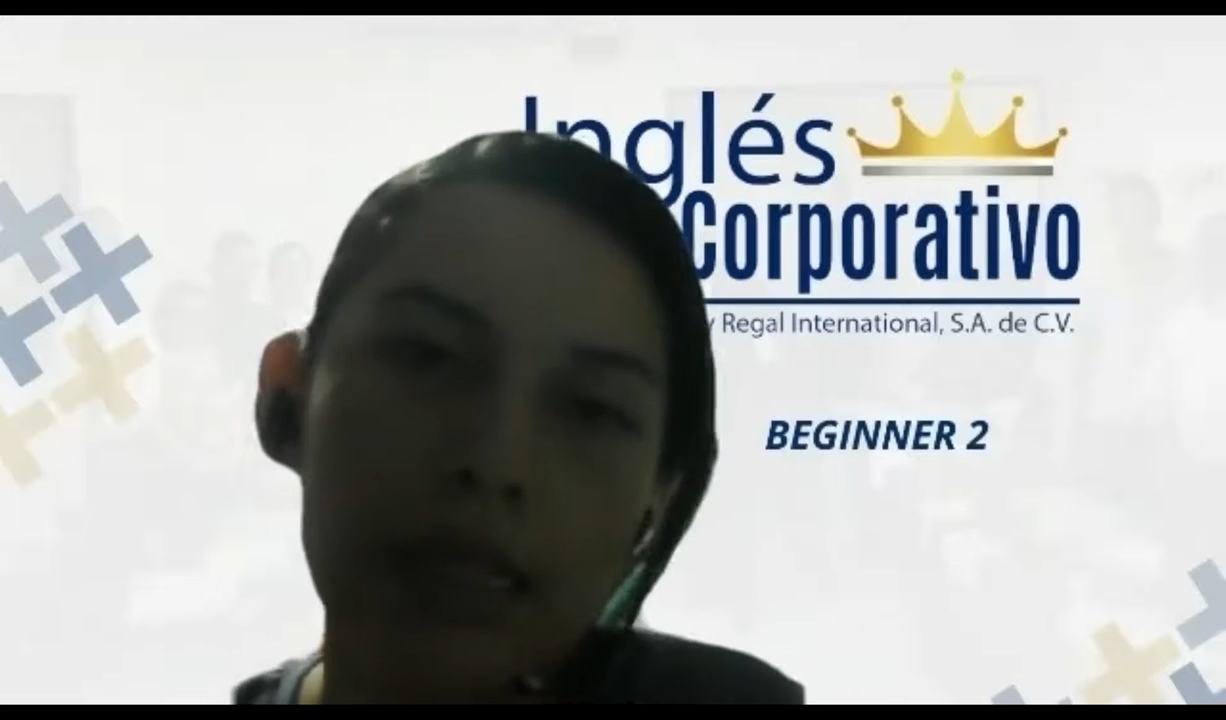 Inglés
Corporativo
y Regal International, S.A. de C.V.
BEGINNER 2